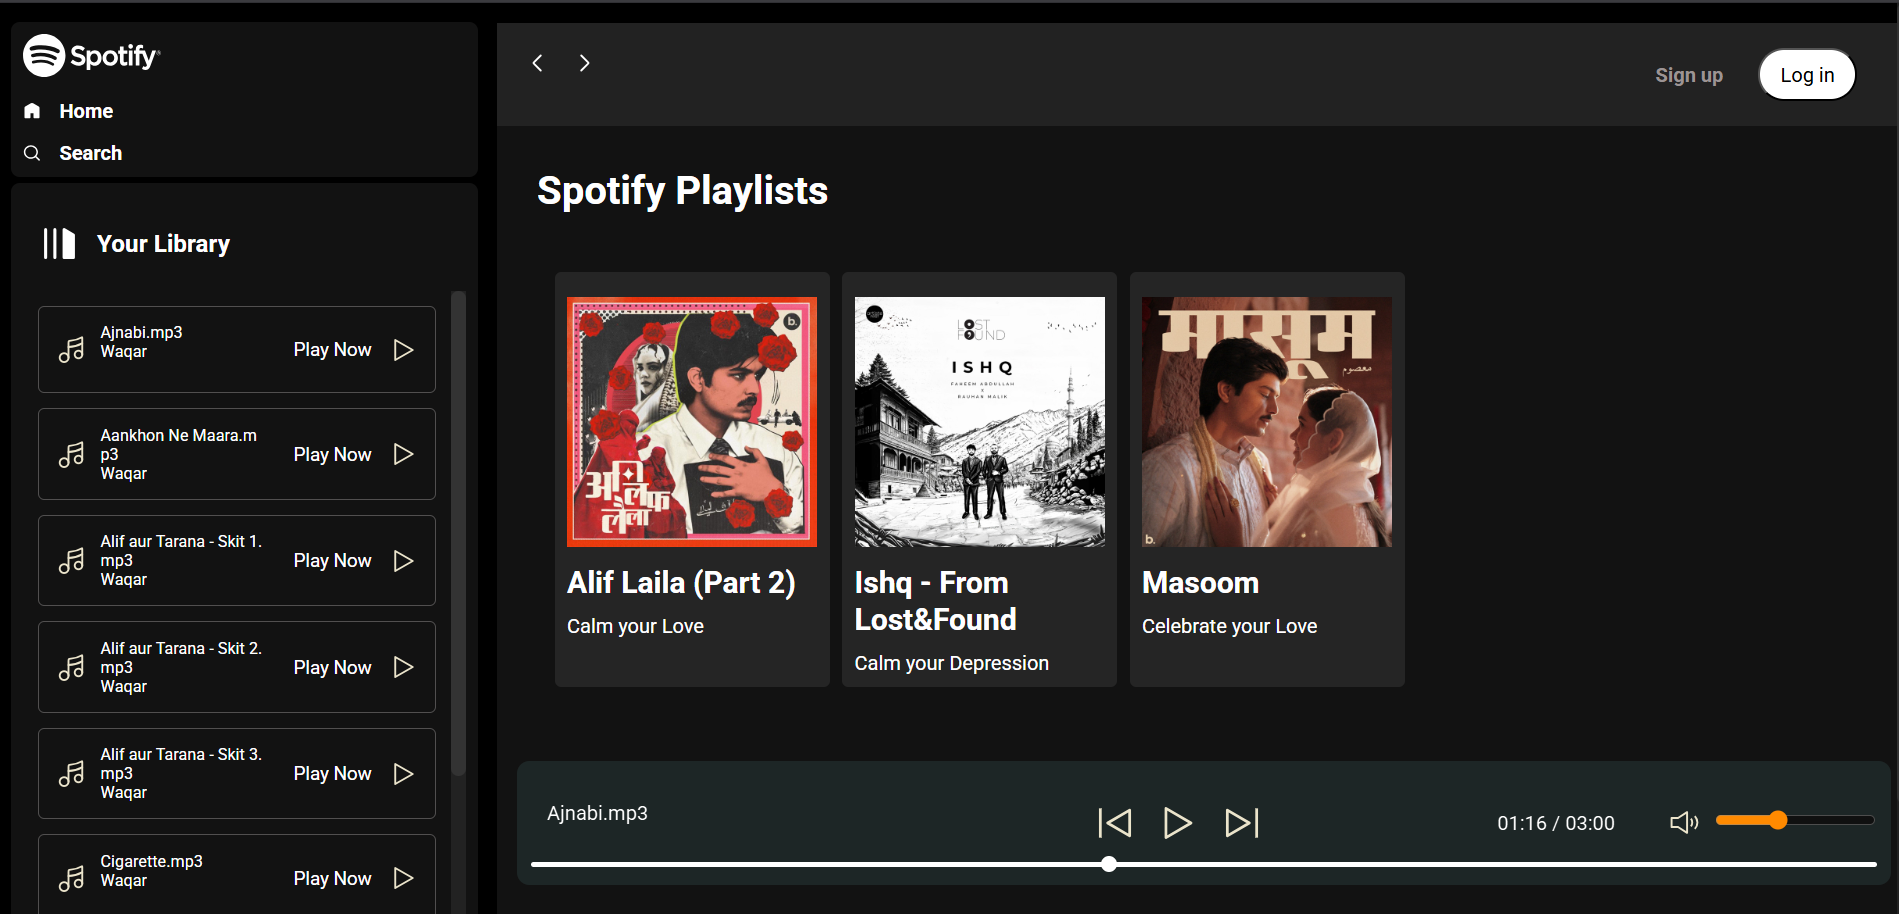 Spotify
Home
Search
Your Library
Ajnabi.mp3
Waqar
Play Now
Aankhon Ne Maara.m
p3
Waqar
Play Now
Alif aur Tarana - Skit 1.
mp3
Waqar
Play Now
Alif aur Tarana - Skit 2.
mp3
Waqar
Play Now
Alif aur Tarana - Skit 3.
mp3
Waqar
Play Now
Cigarette.mp3
Waqar
Play Now
Sign up
Log in
Spotify Playlists
b.
अलिफ़
लैला
Alif Laila (Part 2)
Calm your Love
LOST
FOUND
ISHQ
FAHEEM ABDULLAH
X
RAUHAN MALIK
Ishq - From
Lost&Found
Calm your Depression
मासूम
معصوم
b.
Masoom
Celebrate your Love
Ajnabi.mp3
01:16 / 03:00